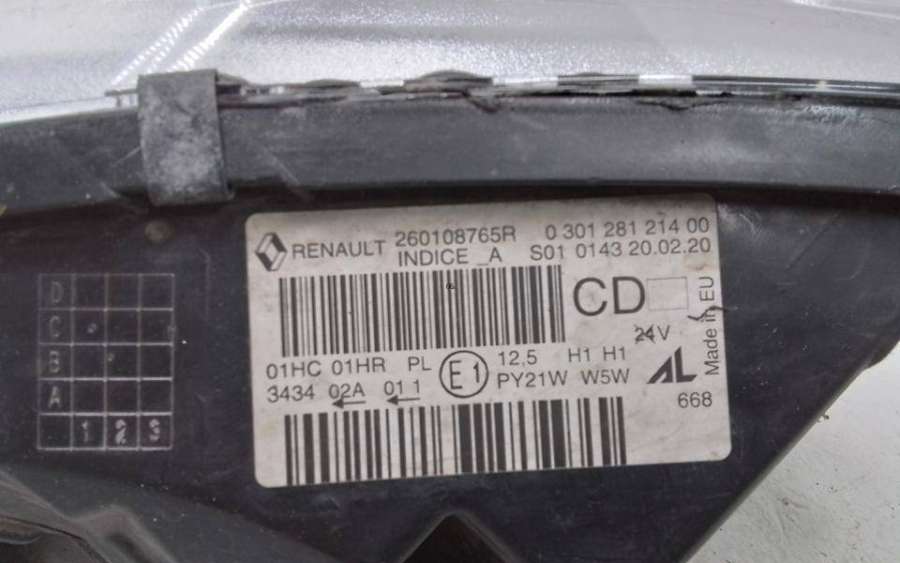 RENAULT 260108765R 0 301 281 214 00
INDICE _A S01 0143 20.02.20
CD
24V
Made in EU
01HC 01HR PL E1 12,5 H1 H1
3434 02A 01 1 PY21W W5W AL
668
D
C
B
A
1 2 3